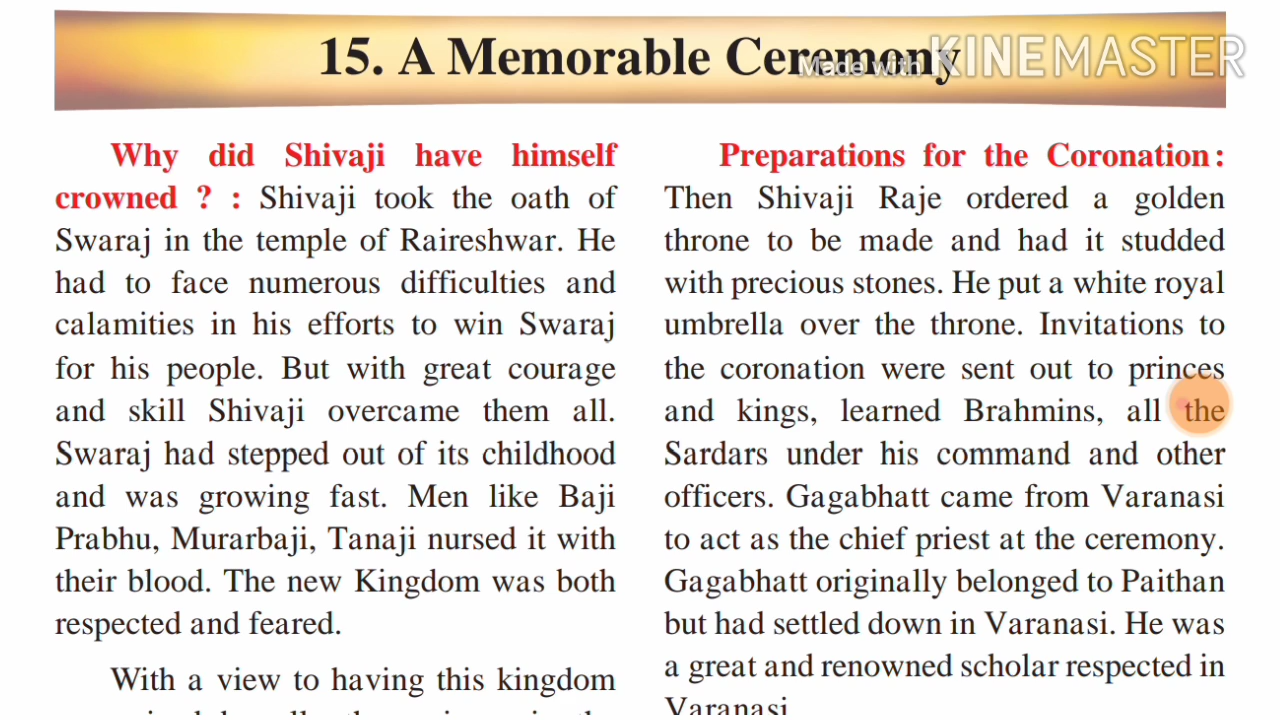 15. A Memorable Ceremony
Made with KINEMASTER
Why did Shivaji have himself
crowned ? : Shivaji took the oath of
Swaraj in the temple of Raireshwar. He
had to face numerous difficulties and
calamities in his efforts to win Swaraj
for his people. But with great courage
and skill Shivaji overcame them all.
Swaraj had stepped out of its childhood
and was growing fast. Men like Baji
Prabhu, Murarbaji, Tanaji nursed it with
their blood. The new Kingdom was both
respected and feared.
With a view to having this kingdom
Preparations for the Coronation :
Then Shivaji Raje ordered a golden
throne to be made and had it studded
with precious stones. He put a white royal
umbrella over the throne. Invitations to
the coronation were sent out to princes
and kings, learned Brahmins, all the
Sardars under his command and other
officers. Gagabhatt came from Varanasi
to act as the chief priest at the ceremony.
Gagabhatt originally belonged to Paithan
but had settled down in Varanasi. He was
a great and renowned scholar respected in
Varanasi